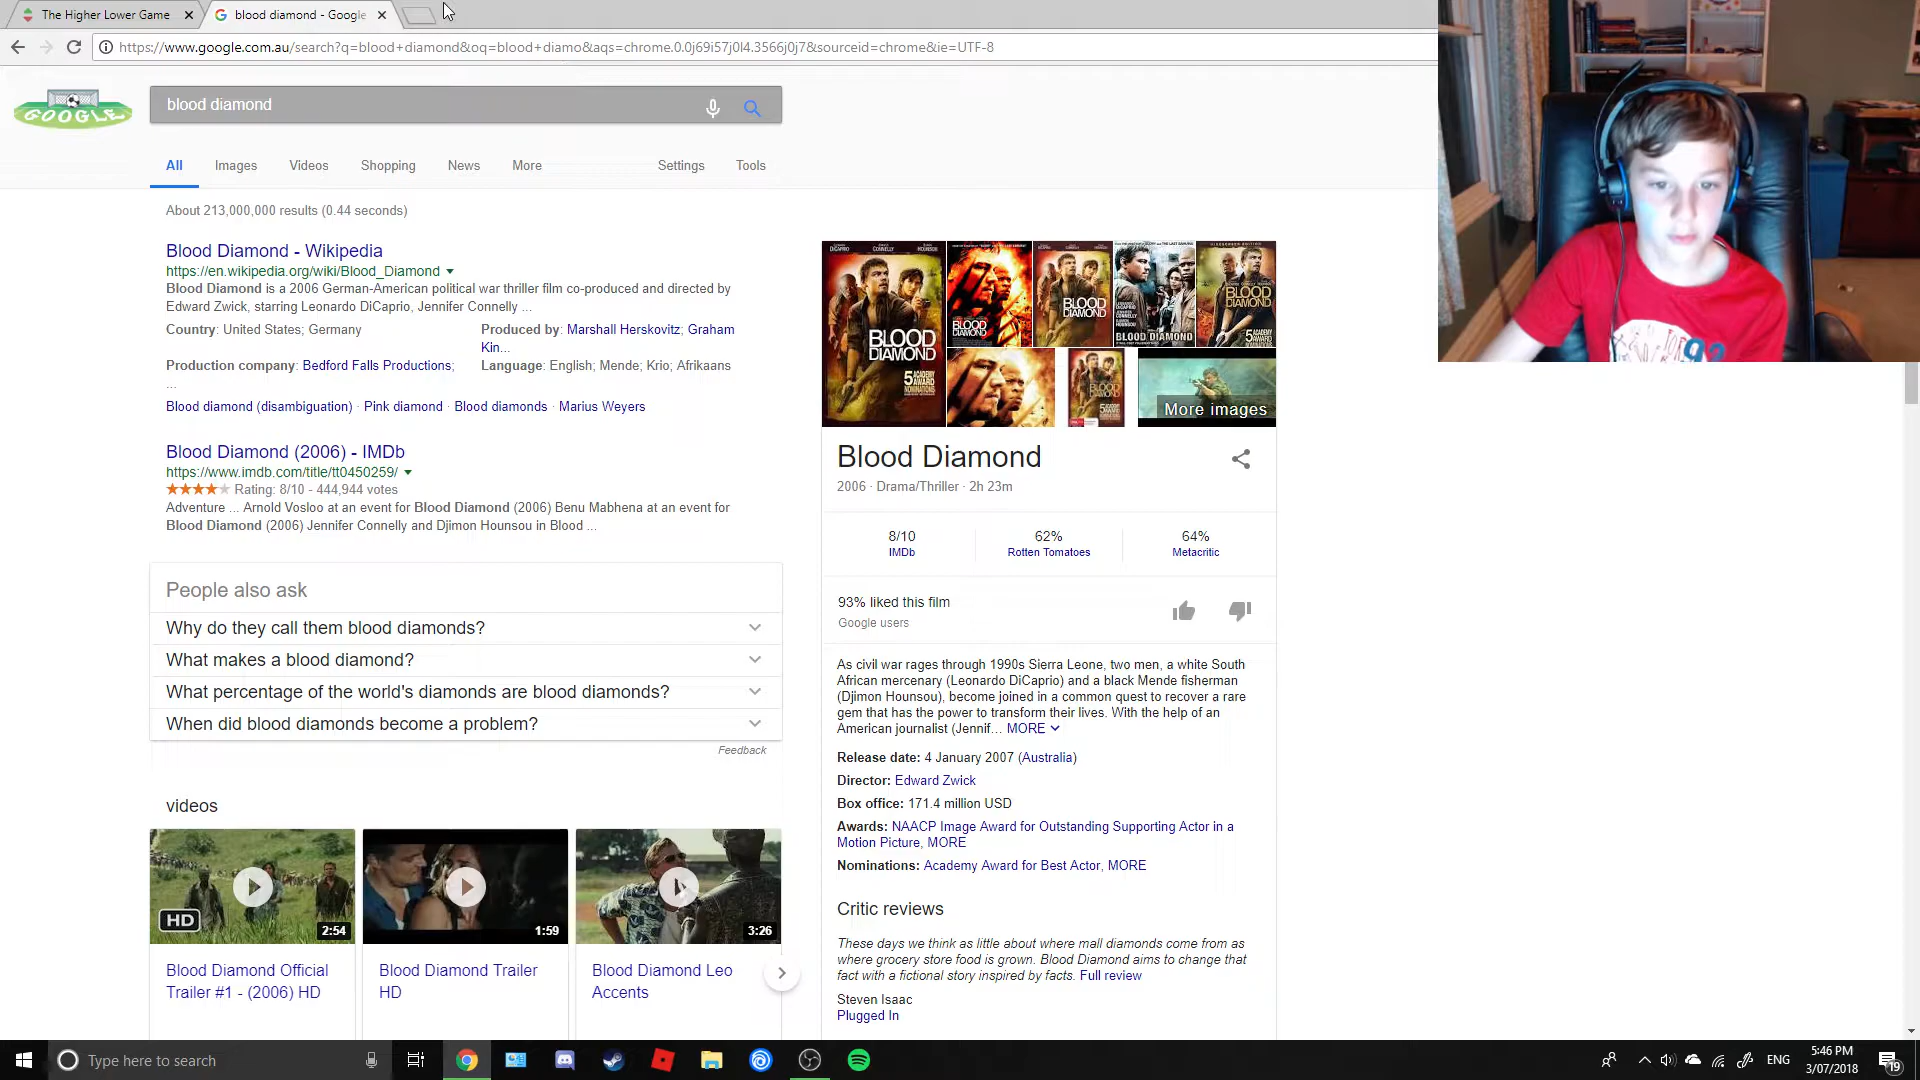 The Higher Lower Game
blood diamond - Google
https://www.google.com.au/search?q=blood+diamond&oq=blood+diamo&aqs=chrome.0.0j69i57j0l4.3566j0j7&sourceid=chrome&ie=UTF-8
GOOGLE
blood diamond
All Images Videos Shopping News More Settings Tools
About 213,000,000 results (0.44 seconds)
Blood Diamond - Wikipedia
https://en.wikipedia.org/wiki/Blood_Diamond
Blood Diamond is a 2006 German-American political war thriller film co-produced and directed by
Edward Zwick, starring Leonardo DiCaprio, Jennifer Connelly ...
Country: United States; Germany
Produced by: Marshall Herskovitz; Graham
Kin...
Production company: Bedford Falls Productions;
...
Language: English; Mende; Krio; Afrikaans
Blood diamond (disambiguation) · Pink diamond · Blood diamonds · Marius Weyers
Blood Diamond (2006) - IMDb
https://www.imdb.com/title/tt0450259/
Rating: 8/10 - 444,944 votes
Adventure ... Arnold Vosloo at an event for Blood Diamond (2006) Benu Mabhena at an event for
Blood Diamond (2006) Jennifer Connelly and Djimon Hounsou in Blood ...
People also ask
Why do they call them blood diamonds?
What makes a blood diamond?
What percentage of the world's diamonds are blood diamonds?
When did blood diamonds become a problem?
Feedback
videos
HD
2:54
1:59
3:26
Blood Diamond Official
Trailer #1 - (2006) HD
Blood Diamond Trailer
HD
Blood Diamond Leo
Accents
BLOOD
DIAMOND
5
BLOOD DIAMOND
More images
Blood Diamond
2006 · Drama/Thriller · 2h 23m
8/10
IMDb
62%
Rotten Tomatoes
64%
Metacritic
93% liked this film
Google users
As civil war rages through 1990s Sierra Leone, two men, a white South
African mercenary (Leonardo DiCaprio) and a black Mende fisherman
(Djimon Hounsou), become joined in a common quest to recover a rare
gem that has the power to transform their lives. With the help of an
American journalist (Jennif... MORE
Release date: 4 January 2007 (Australia)
Director: Edward Zwick
Box office: 171.4 million USD
Awards: NAACP Image Award for Outstanding Supporting Actor in a
Motion Picture, MORE
Nominations: Academy Award for Best Actor, MORE
Critic reviews
These days we think as little about where mall diamonds come from as
where grocery store food is grown. Blood Diamond aims to change that
fact with a fictional story inspired by facts. Full review
Steven Isaac
Plugged In
Type here to search
ENG
5:46 PM
3/07/2018
19